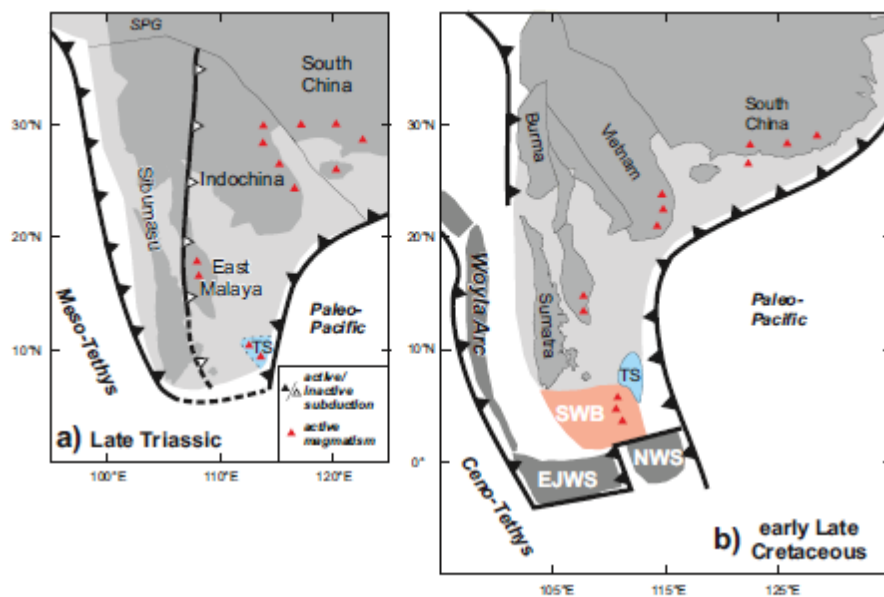 SPG
South
China
30°N
Sibumasu
Indochina
20°N
East
Malaya
Meso-Tethys
Paleo-
Pacific
10°N
TS
active/
inactive
subduction
active
magmatism
a) Late Triassic
100°E
110°E
120°E
Burma
Vietnam
South
China
30°N
20°N
Woyla Arc
Sumatra
Paleo-
Pacific
10°N
TS
SWB
0°
NWS
EJWS
Ceno-Tethys
b) early Late
Cretaceous
105°E
115°E
125°E